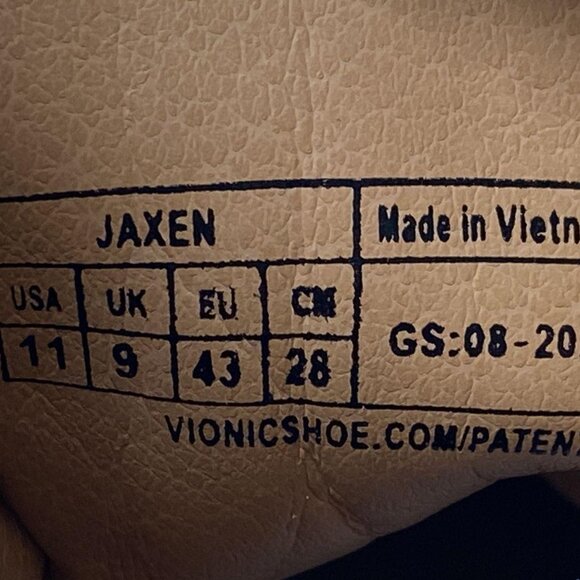 JAXEN Made in Vietn
USA UK EU CM
11 9 43 28 GS:08-20
VIONICSHOE.COM/PATEN